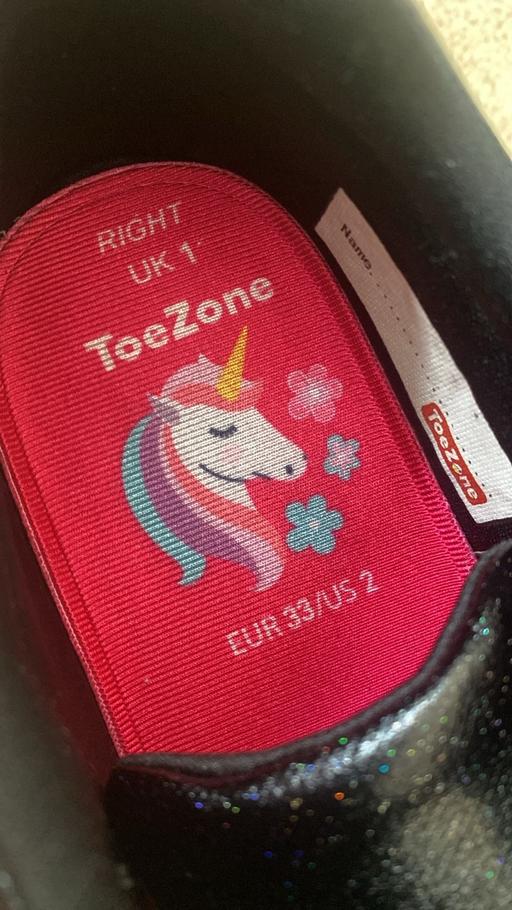 RIGHT
UK 1
ToeZone
EUR 33/US 2
Name
ToeZone